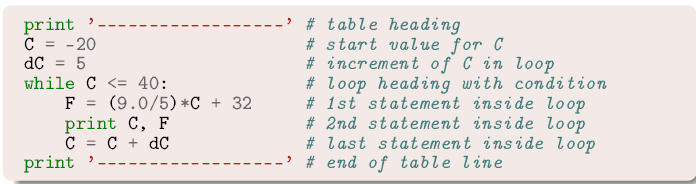 print '------------------' # table heading
C = -20                    # start value for C
dC = 5                     # increment of C in loop
while C <= 40:             # loop heading with condition
    F = (9.0/5)*C + 32     # 1st statement inside loop
    print C, F             # 2nd statement inside loop
    C = C + dC             # last statement inside loop
print '------------------' # end of table line